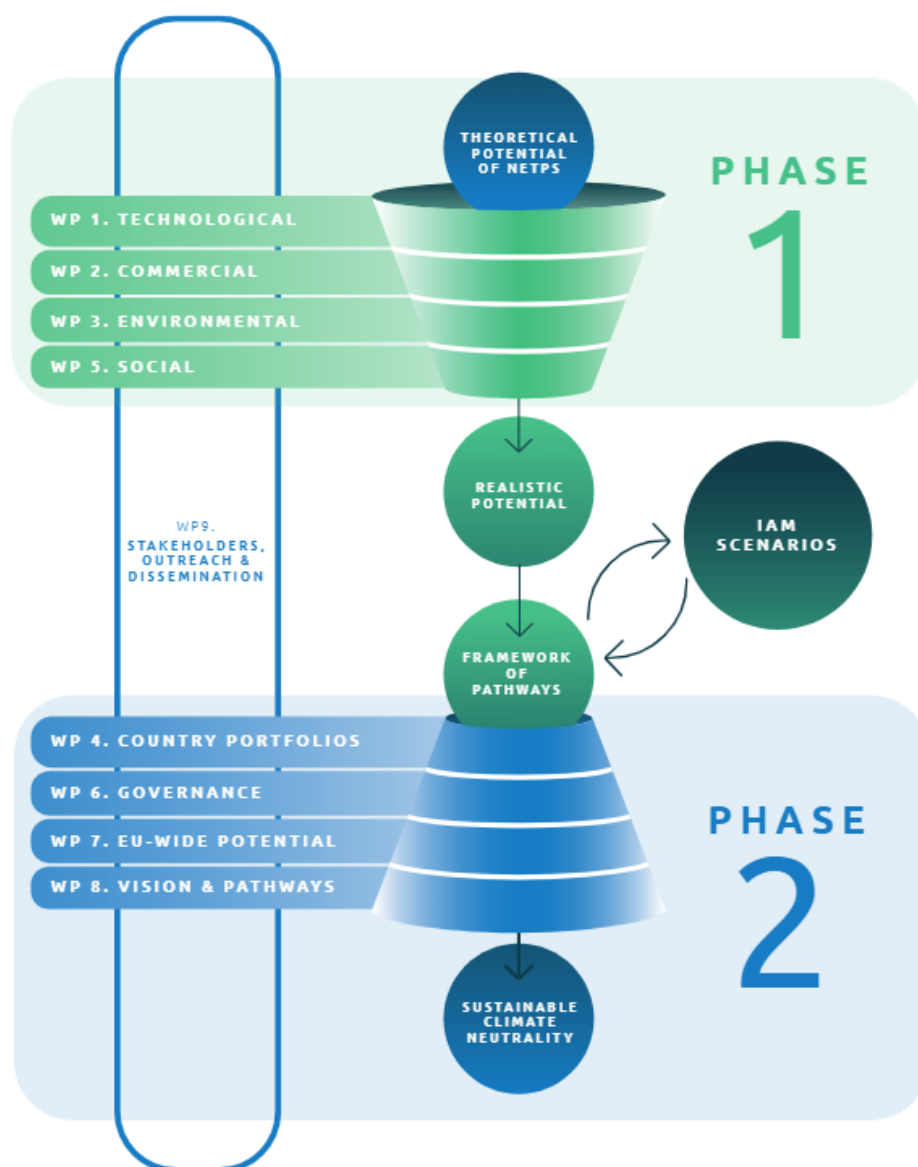 THEORETICAL
POTENTIAL
OF NETPS
PHASE
1
WP 1. TECHNOLOGICAL
WP 2. COMMERCIAL
WP 3. ENVIRONMENTAL
WP 5. SOCIAL
REALISTIC
POTENTIAL
IAM
SCENARIOS
WP9.
STAKEHOLDERS,
OUTREACH &
DISSEMINATION
FRAMEWORK
OF
PATHWAYS
WP 4. COUNTRY PORTFOLIOS
WP 6. GOVERNANCE
WP 7. EU-WIDE POTENTIAL
WP 8. VISION & PATHWAYS
PHASE
2
SUSTAINABLE
CLIMATE
NEUTRALITY